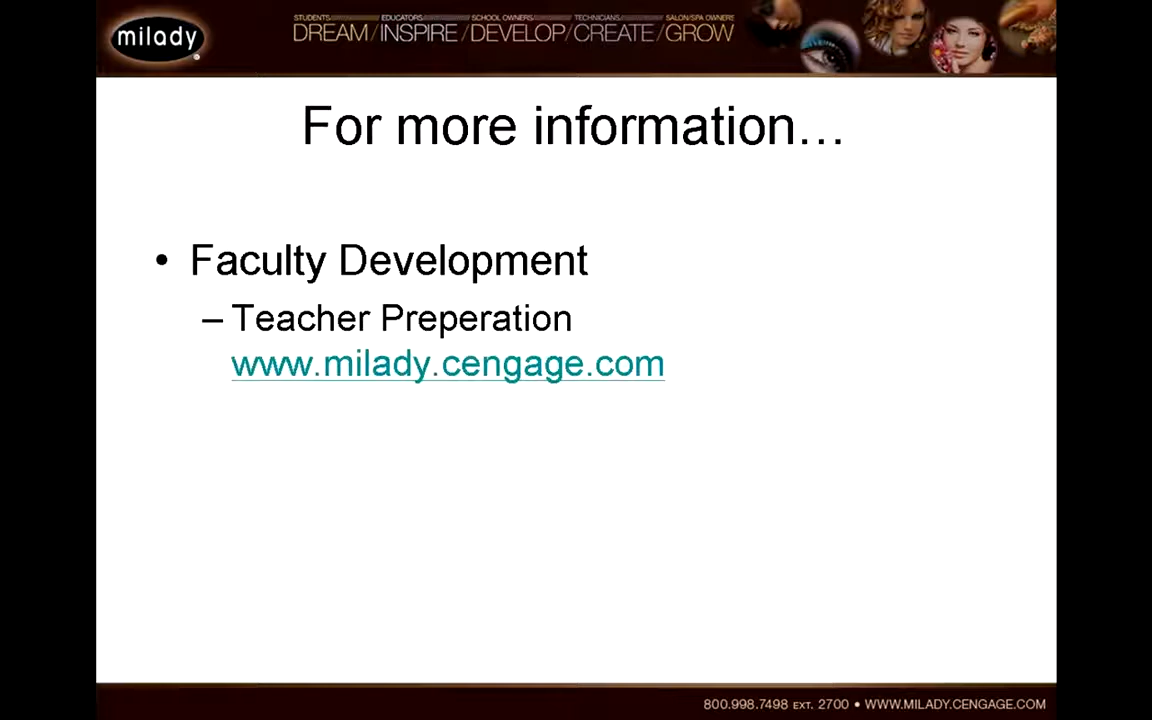 milady
STUDENTS EDUCATORS SCHOOL OWNERS TECHNICIANS SALON/SPA OWNERS
DREAM/INSPIRE/DEVELOP/CREATE/GROW
For more information…
• Faculty Development
– Teacher Preperation
www.milady.cengage.com
800.998.7498 EXT. 2700 • WWW.MILADY.CENGAGE.COM